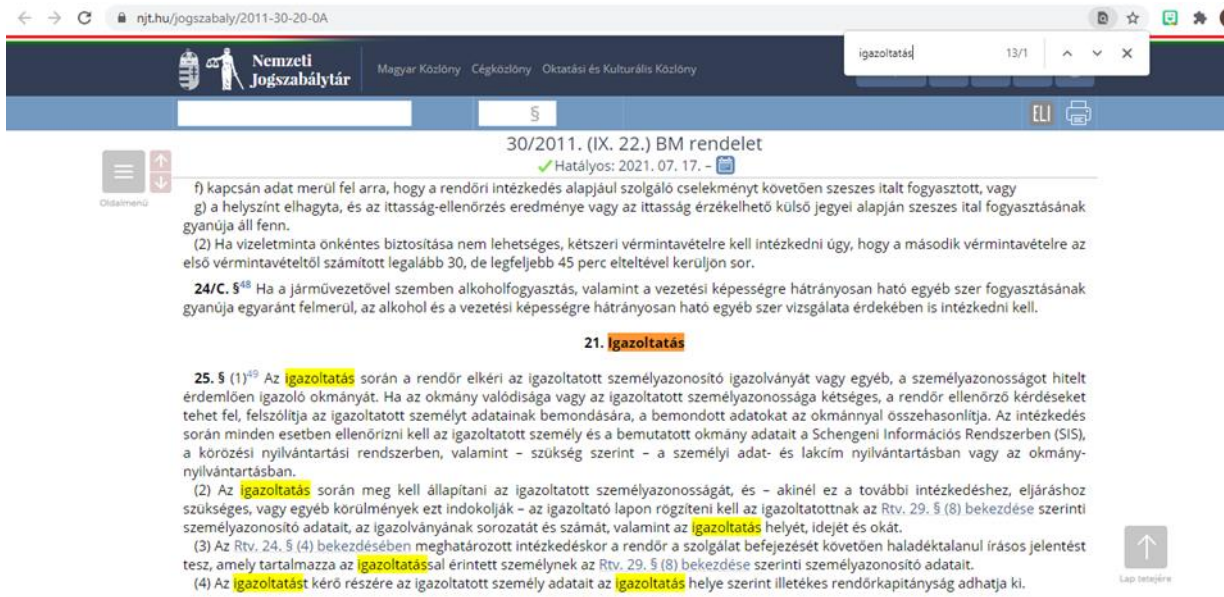 njt.hu/jogszabaly/2011-30-20-0A
igazoltatás 13/1
Nemzeti
Jogszabálytár
Magyar Közlöny Cégközlöny Oktatási és Kulturális Közlöny
§
ELI
30/2011. (IX. 22.) BM rendelet
Hatályos: 2021. 07. 17. –
Oldalmenü
f) kapcsán adat merül fel arra, hogy a rendőri intézkedés alapjául szolgáló cselekményt követően szeszes italt fogyasztott, vagy
g) a helyszínt elhagyta, és az ittasság-ellenőrzés eredménye vagy az ittasság érzékelhető külső jegyei alapján szeszes ital fogyasztásának
gyanúja áll fenn.
(2) Ha vizeletminta önkéntes biztosítása nem lehetséges, kétszeri vérmintavételre kell intézkedni úgy, hogy a második vérmintavételre az
első vérmintavételtől számított legalább 30, de legfeljebb 45 perc elteltével kerüljön sor.
24/C. §48 Ha a járművezetővel szemben alkoholfogyasztás, valamint a vezetési képességre hátrányosan ható egyéb szer fogyasztásának
gyanúja egyaránt felmerül, az alkohol és a vezetési képességre hátrányosan ható egyéb szer vizsgálata érdekében is intézkedni kell.
21. Igazoltatás
25. § (1)49 Az igazoltatás során a rendőr elkéri az igazoltatott személyazonosító igazolványát vagy egyéb, a személyazonosságot hitelt
érdemlően igazoló okmányát. Ha az okmány valódisága vagy az igazoltatott személyazonossága kétséges, a rendőr ellenőrző kérdéseket
tehet fel, felszólítja az igazoltatott személyt adatainak bemondására, a bemondott adatokat az okmánnyal összehasonlítja. Az intézkedés
során minden esetben ellenőrizni kell az igazoltatott személy és a bemutatott okmány adatait a Schengeni Információs Rendszerben (SIS),
a körözési nyilvántartási rendszerben, valamint – szükség szerint – a személyi adat- és lakcím nyilvántartásban vagy az okmány-
nyilvántartásban.
(2) Az igazoltatás során meg kell állapítani az igazoltatott személyazonosságát, és – akinél ez a további intézkedéshez, eljáráshoz
szükséges, vagy egyéb körülmények ezt indokolják – az igazoltató lapon rögzíteni kell az igazoltatottnak az Rtv. 29. § (8) bekezdése szerinti
személyazonosító adatait, az igazolványának sorozatát és számát, valamint az igazoltatás helyét, idejét és okát.
(3) Az Rtv. 24. § (4) bekezdésében meghatározott intézkedéskor a rendőr a szolgálat befejezését követően haladéktalanul írásos jelentést
tesz, amely tartalmazza az igazoltatással érintett személynek az Rtv. 29. § (8) bekezdése szerinti személyazonosító adatait.
(4) Az igazoltatást kérő részére az igazoltatott személy adatait az igazoltatás helye szerint illetékes rendőrkapitányság adhatja ki.
Lap tetejére